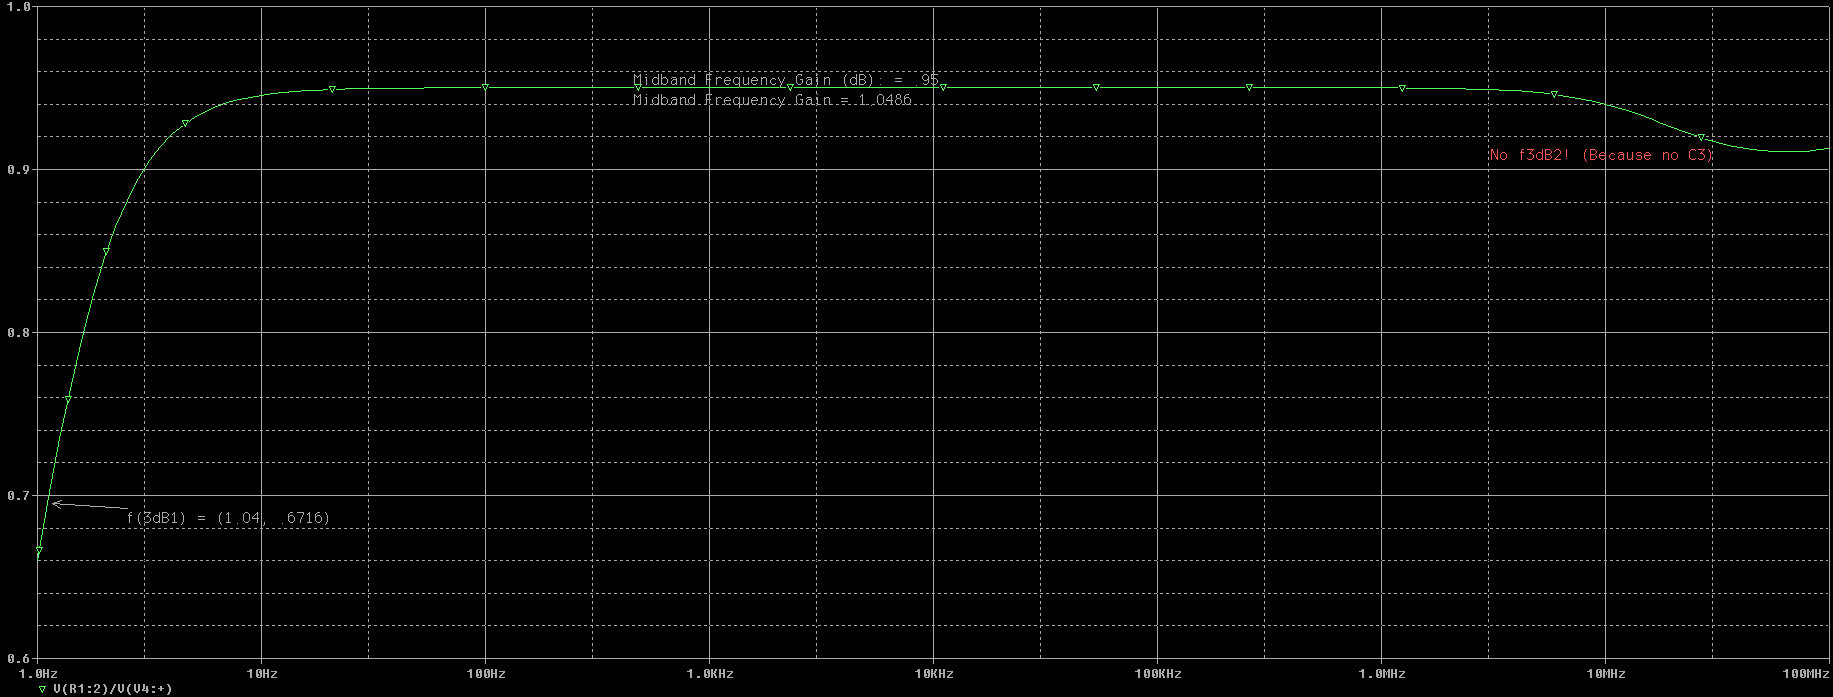 1.0
Midband Frequency Gain (dB): = .95
Midband Frequency Gain = 1.0486
No f3dB2! (Because no C3)
0.9
0.8
0.7
f(3dB1) = (1.04, .6716)
0.6
1.0Hz 10Hz 100Hz 1.0KHz 10KHz 100KHz 1.0MHz 10MHz 100MHz
V(R1:2)/V(V4:+)